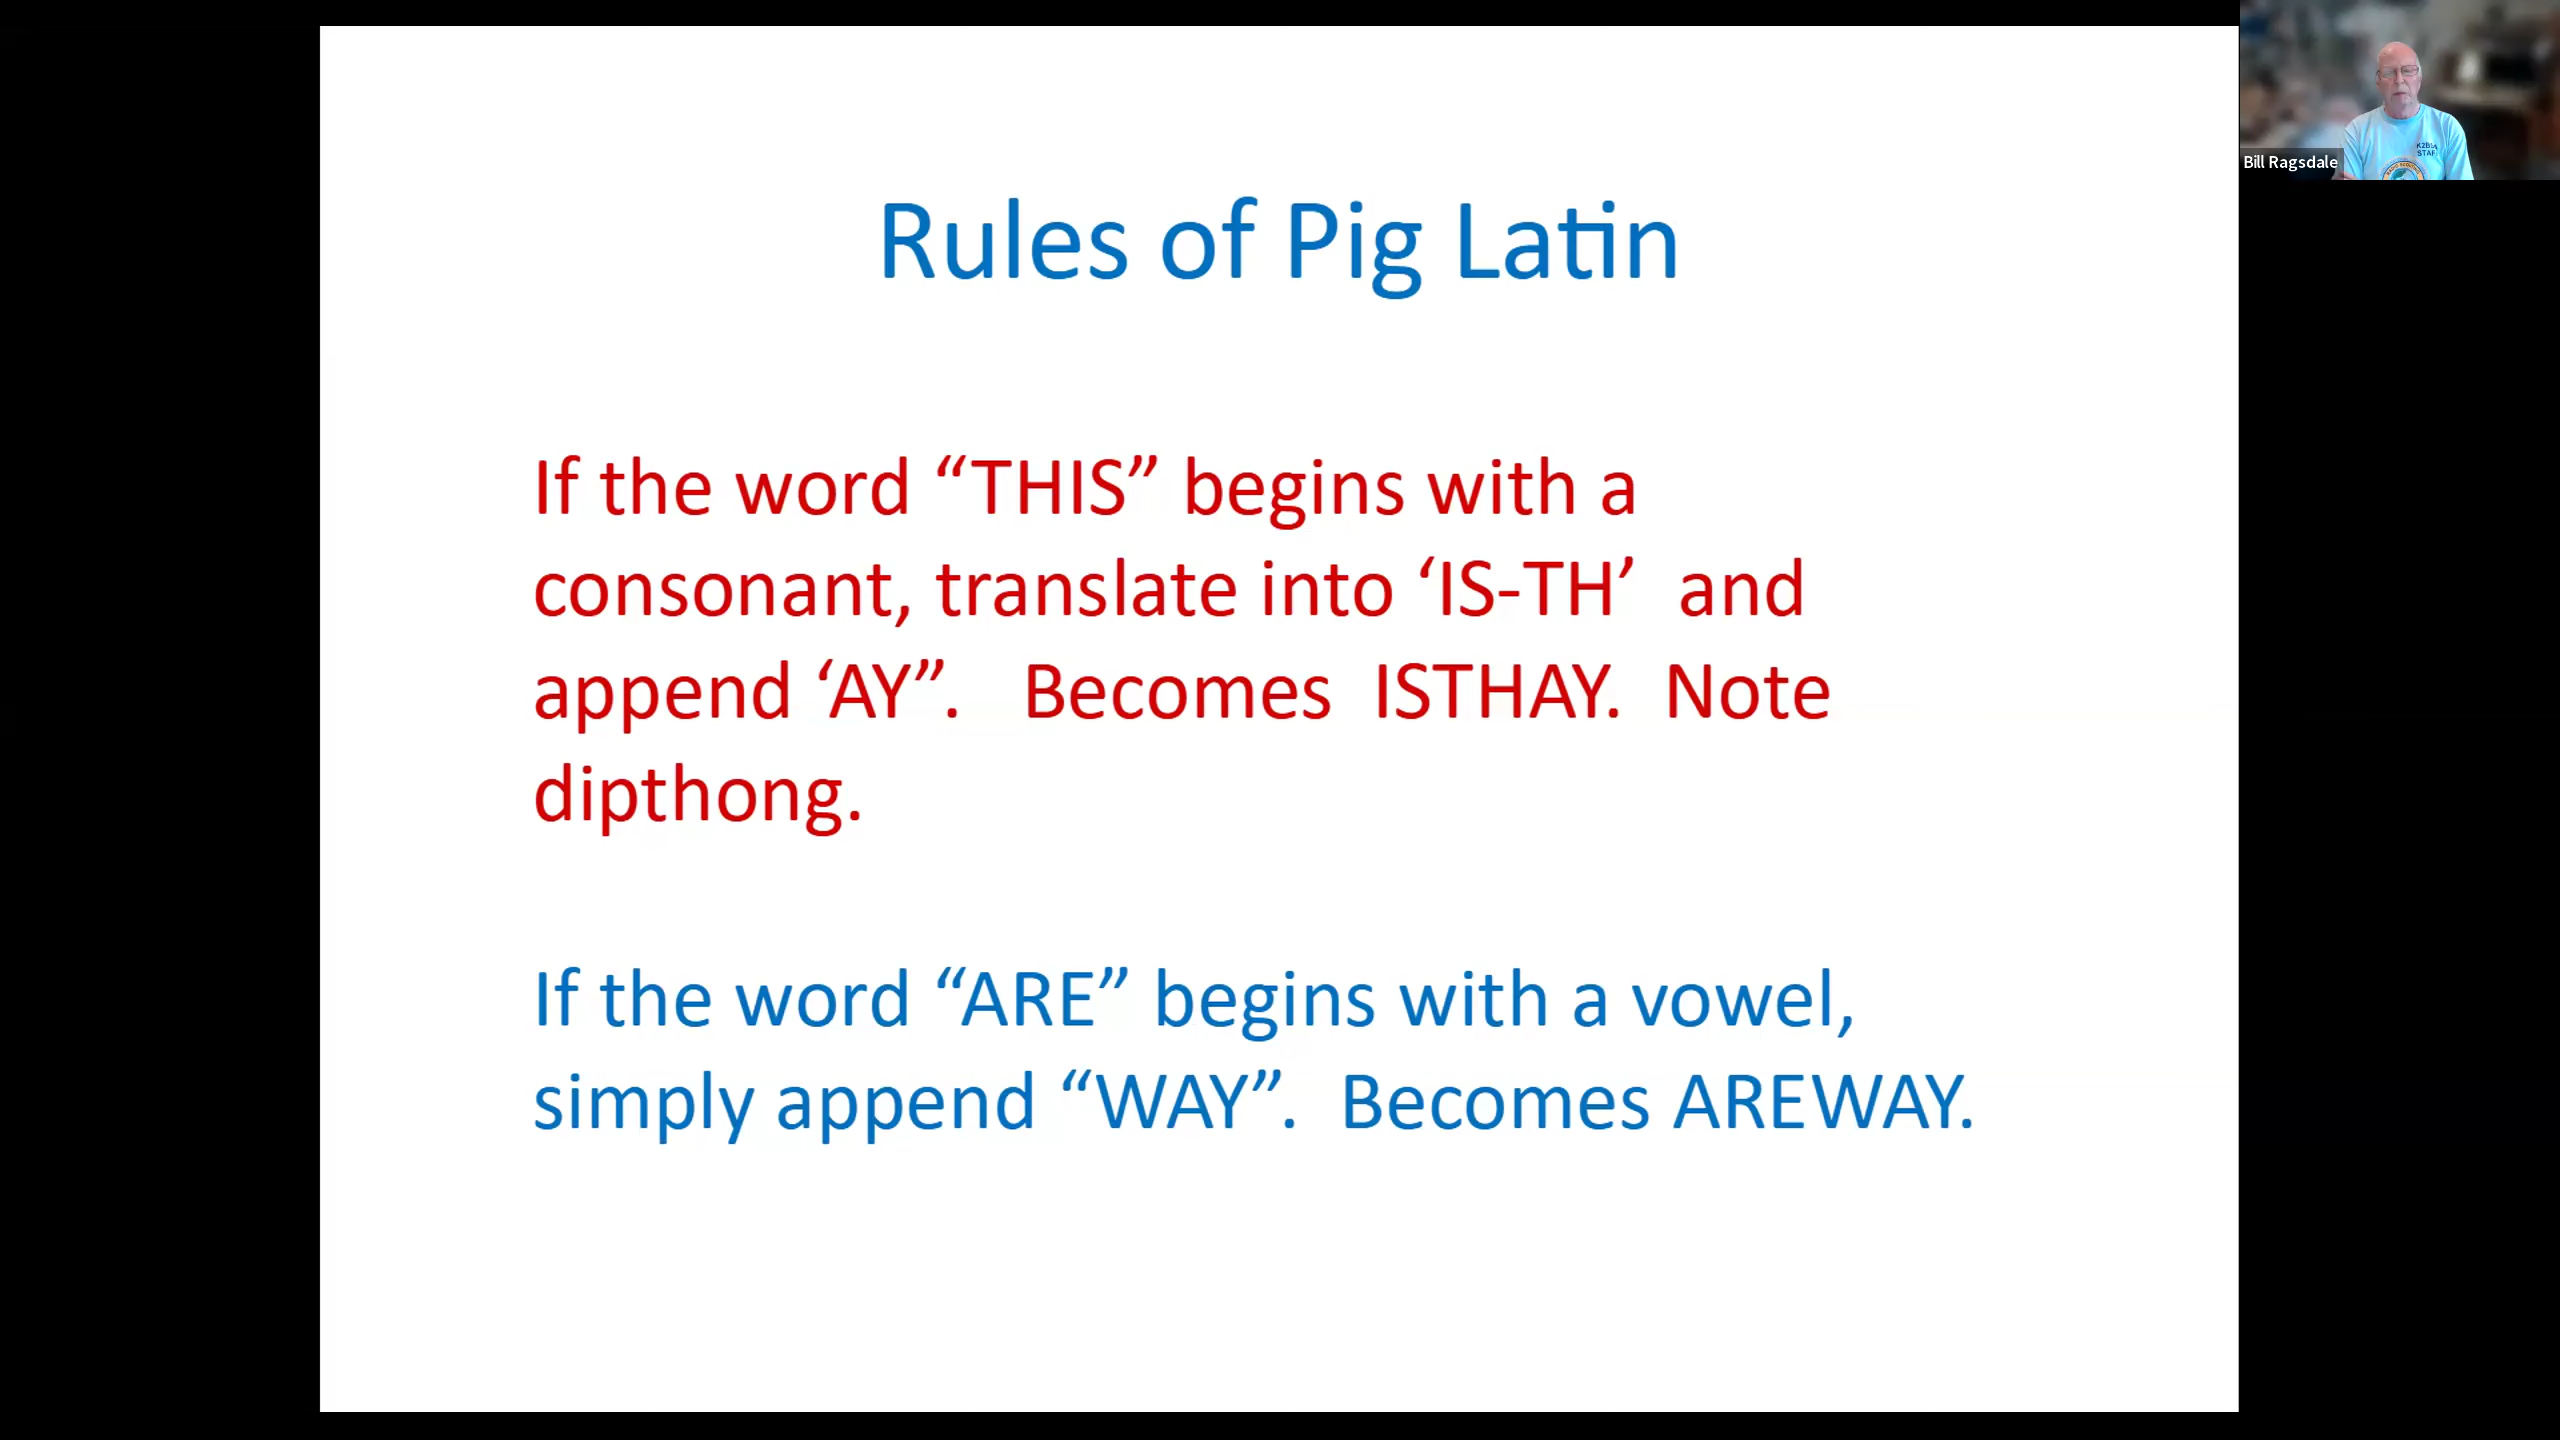 Rules of Pig Latin
If the word “THIS” begins with a
consonant, translate into ‘IS-TH’ and
append ‘AY”. Becomes ISTHAY. Note
dipthong.
If the word “ARE” begins with a vowel,
simply append “WAY”. Becomes AREWAY.
Bill Ragsdale